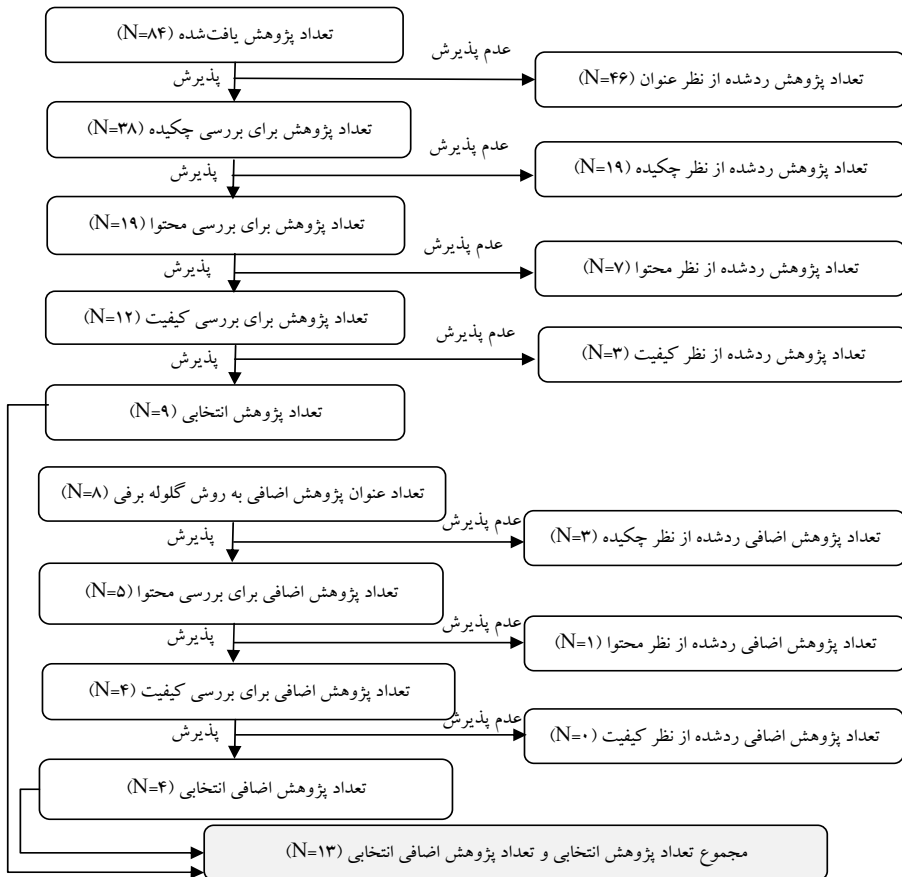 تعداد پژوهش یافت‌شده (N=۸۴)
عدم پذیرش
پذیرش
تعداد پژوهش ردشده از نظر عنوان (N=۴۶)
تعداد پژوهش برای بررسی چکیده (N=۳۸)
عدم پذیرش
پذیرش
تعداد پژوهش ردشده از نظر چکیده (N=۱۹)
تعداد پژوهش برای بررسی محتوا (N=۱۹)
عدم پذیرش
پذیرش
تعداد پژوهش ردشده از نظر محتوا (N=۷)
تعداد پژوهش برای بررسی کیفیت (N=۱۲)
عدم پذیرش
پذیرش
تعداد پژوهش ردشده از نظر کیفیت (N=۳)
تعداد پژوهش انتخابی (N=۹)
تعداد عنوان پژوهش اضافی به روش گلوله برفی (N=۸)
عدم پذیرش
پذیرش
تعداد پژوهش اضافی ردشده از نظر چکیده (N=۳)
تعداد پژوهش اضافی برای بررسی محتوا (N=۵)
عدم پذیرش
پذیرش
تعداد پژوهش اضافی ردشده از نظر محتوا (N=۱)
تعداد پژوهش اضافی برای بررسی کیفیت (N=۴)
عدم پذیرش
پذیرش
تعداد پژوهش اضافی ردشده از نظر کیفیت (N=۰)
تعداد پژوهش اضافی انتخابی (N=۴)
مجموع تعداد پژوهش انتخابی و تعداد پژوهش اضافی انتخابی (N=۱۳)